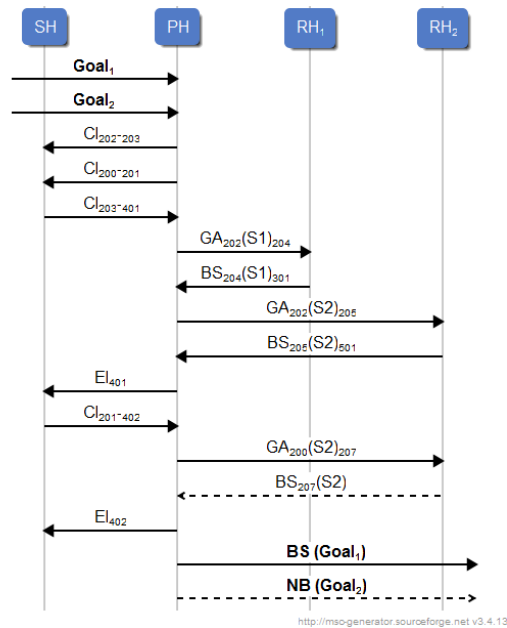 SH PH RH₁ RH₂
Goal₁
Goal₂
CI₂₀₂-₂₀₃
CI₂₀₀-₂₀₁
CI₂₀₃-₄₀₁
GA₂₀₂(S1)₂₀₄
BS₂₀₄(S1)₃₀₁
GA₂₀₂(S2)₂₀₅
BS₂₀₅(S2)₅₀₁
EI₄₀₁
CI₂₀₁-₄₀₂
GA₂₀₀(S2)₂₀₇
BS₂₀₇(S2)
EI₄₀₂
BS (Goal₁)
NB (Goal₂)
http://msc-generator.sourceforge.net v3.4.13